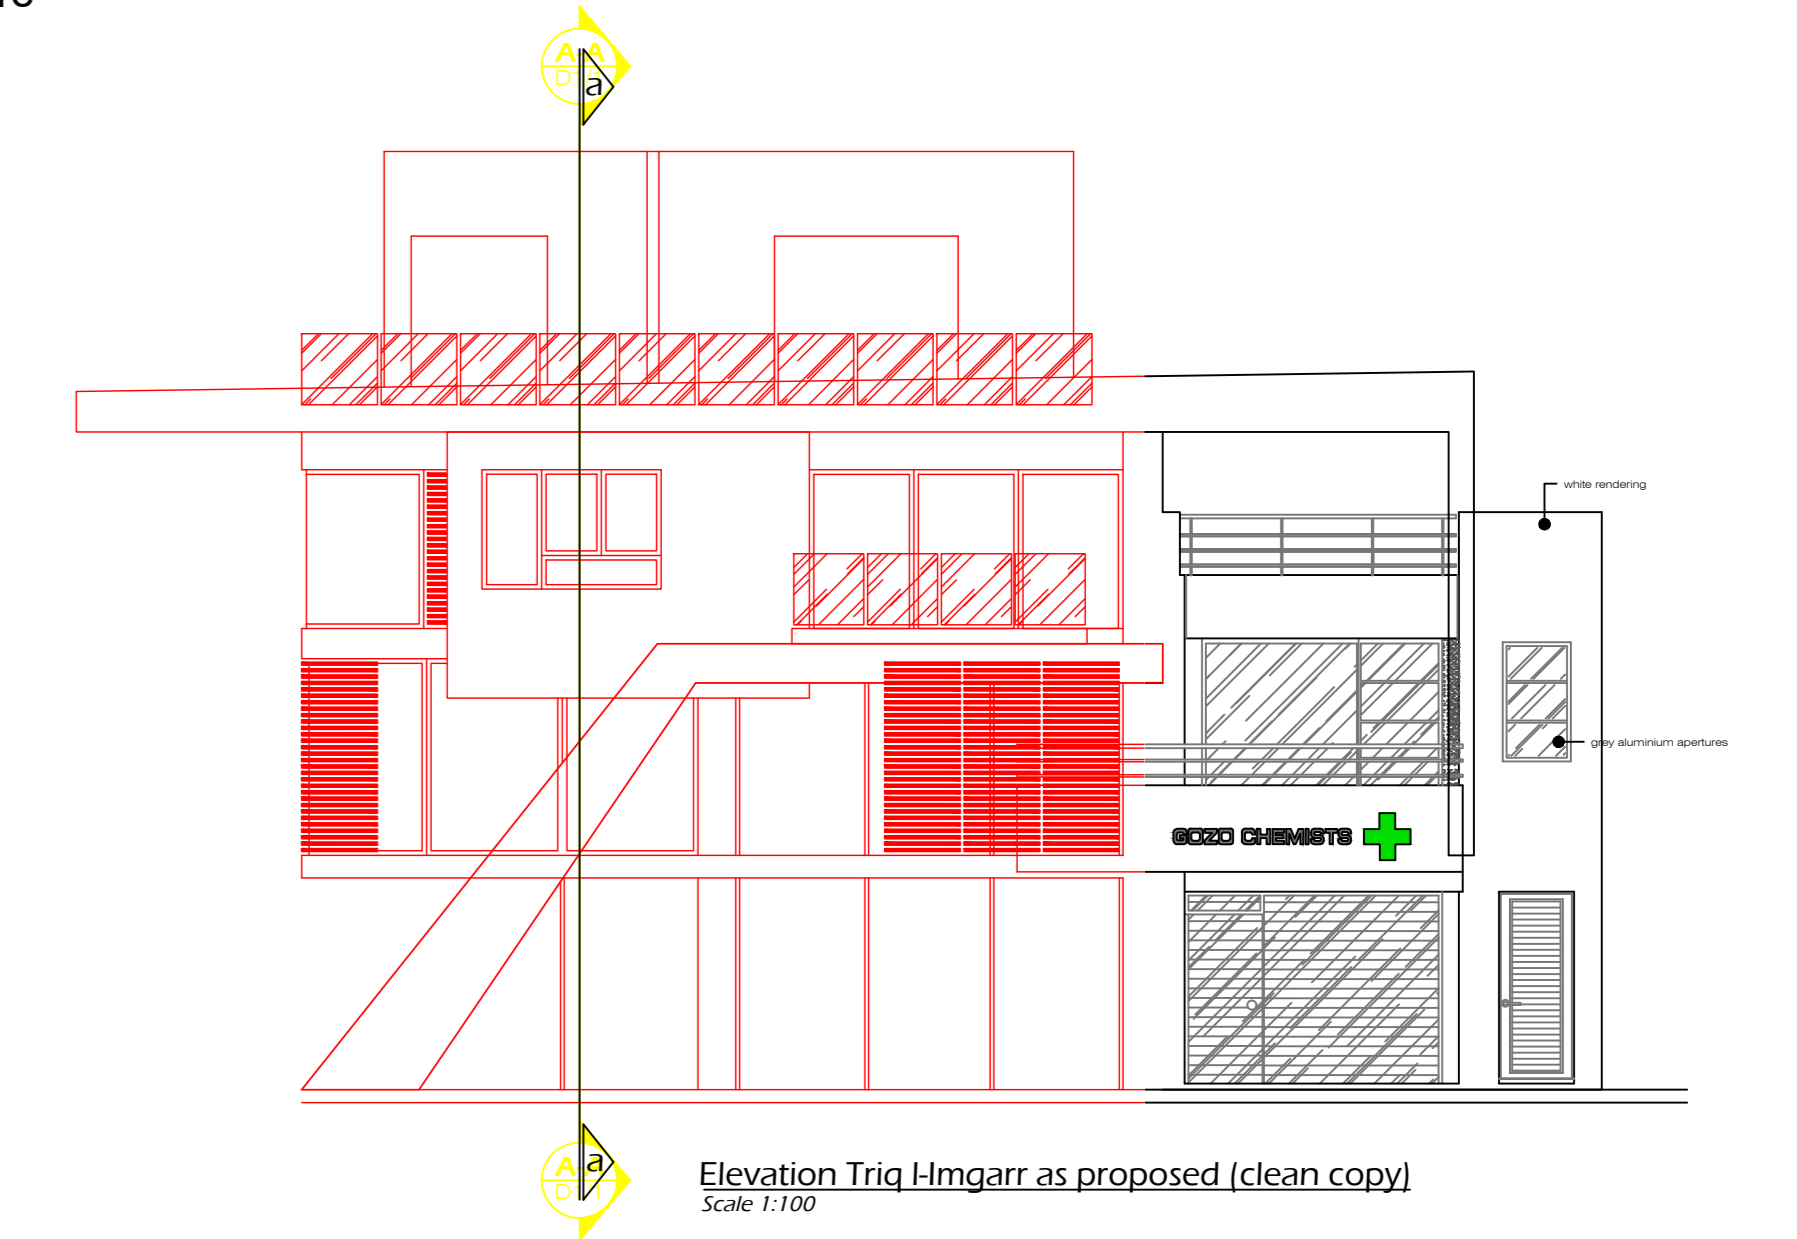 A-A
a
white rendering
grey aluminium apertures
GOZO CHEMISTS
A-A
a
Elevation Triq l-Imgarr as proposed (clean copy)
Scale 1:100